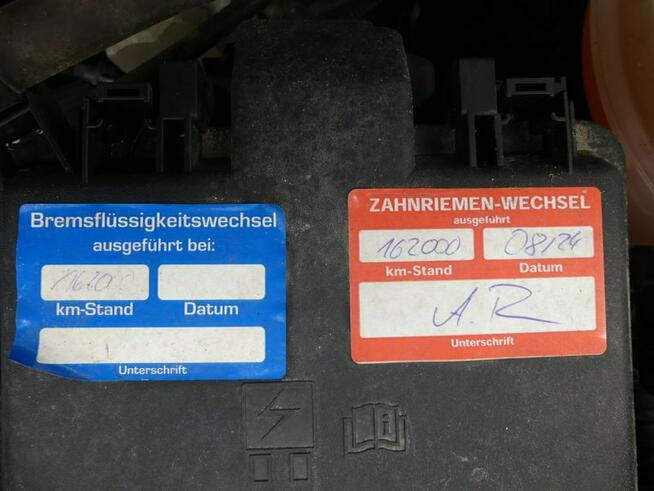 Bremsflüssigkeitswechsel
ausgeführt bei:
162000
km-Stand Datum
Unterschrift
ZAHNRIEMEN-WECHSEL
ausgeführt
162000 08/24
km-Stand Datum
A.R
Unterschrift